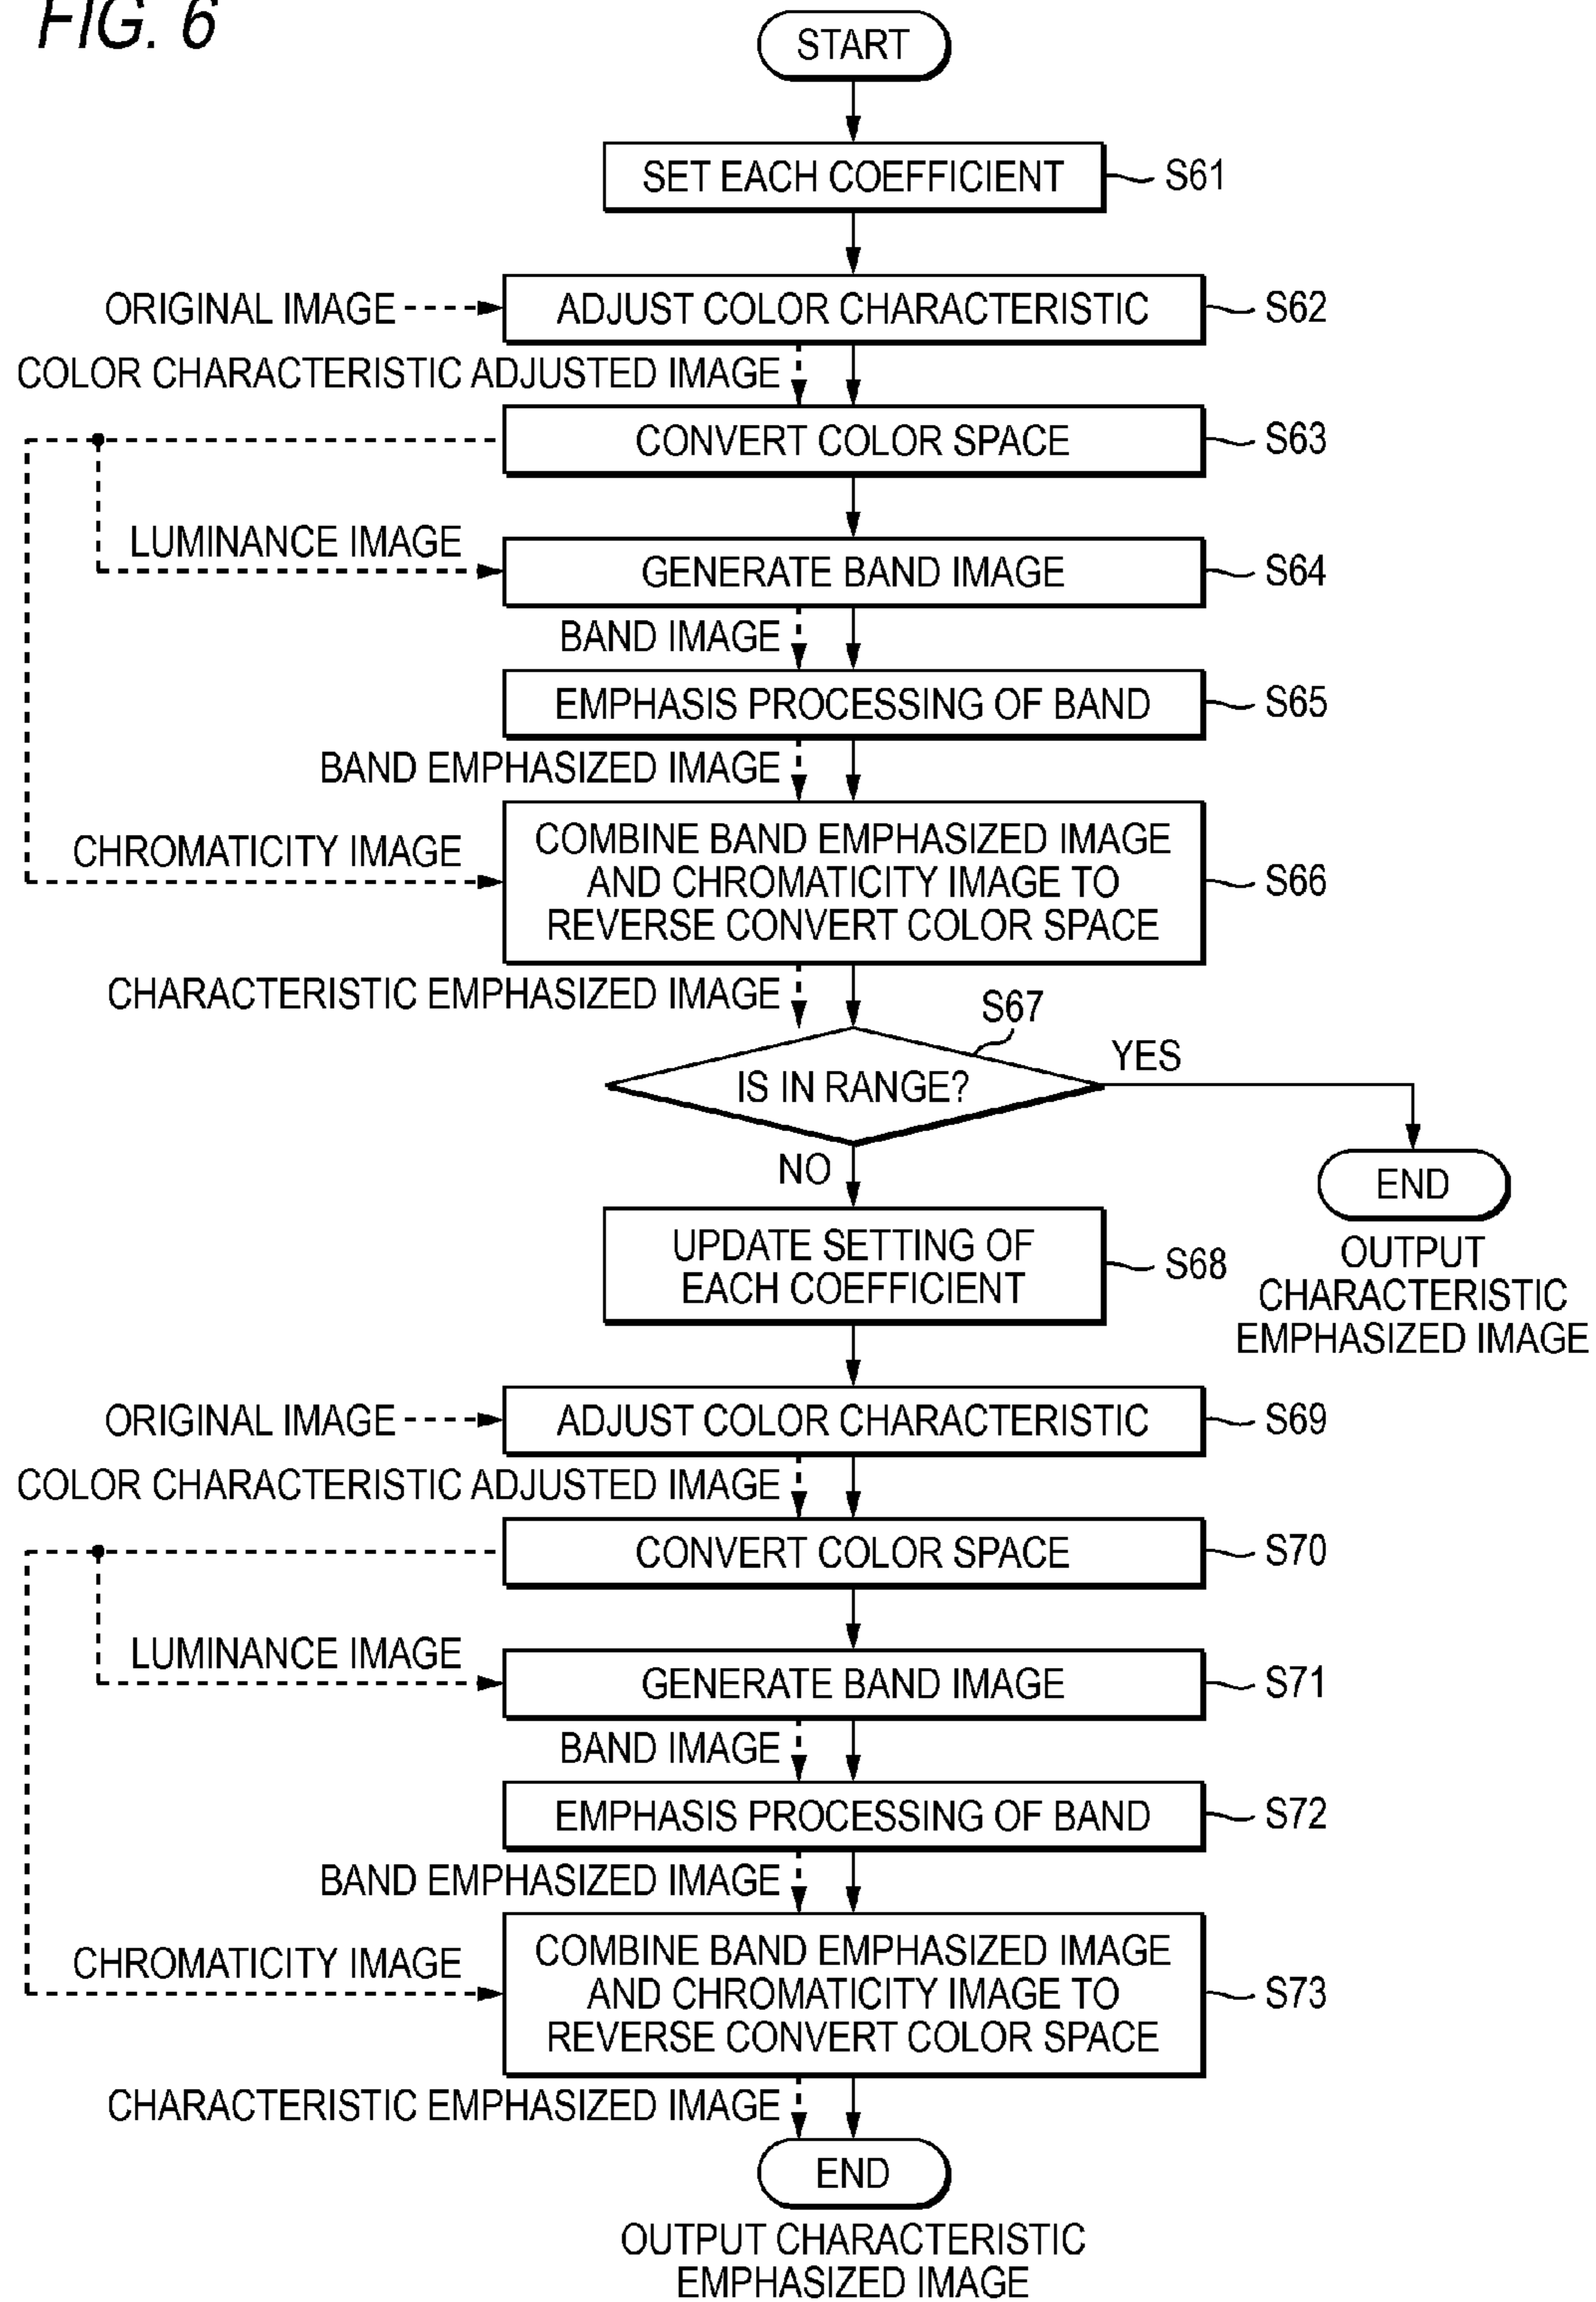 FIG. 6
START
SET EACH COEFFICIENT
S61
ORIGINAL IMAGE
ADJUST COLOR CHARACTERISTIC
S62
COLOR CHARACTERISTIC ADJUSTED IMAGE
CONVERT COLOR SPACE
S63
LUMINANCE IMAGE
GENERATE BAND IMAGE
S64
BAND IMAGE
EMPHASIS PROCESSING OF BAND
S65
BAND EMPHASIZED IMAGE
CHROMATICITY IMAGE
COMBINE BAND EMPHASIZED IMAGE
AND CHROMATICITY IMAGE TO
REVERSE CONVERT COLOR SPACE
S66
CHARACTERISTIC EMPHASIZED IMAGE
S67
IS IN RANGE?
YES
NO
END
OUTPUT
CHARACTERISTIC
EMPHASIZED IMAGE
UPDATE SETTING OF
EACH COEFFICIENT
S68
ORIGINAL IMAGE
ADJUST COLOR CHARACTERISTIC
S69
COLOR CHARACTERISTIC ADJUSTED IMAGE
CONVERT COLOR SPACE
S70
LUMINANCE IMAGE
GENERATE BAND IMAGE
S71
BAND IMAGE
EMPHASIS PROCESSING OF BAND
S72
BAND EMPHASIZED IMAGE
CHROMATICITY IMAGE
COMBINE BAND EMPHASIZED IMAGE
AND CHROMATICITY IMAGE TO
REVERSE CONVERT COLOR SPACE
S73
CHARACTERISTIC EMPHASIZED IMAGE
END
OUTPUT CHARACTERISTIC
EMPHASIZED IMAGE